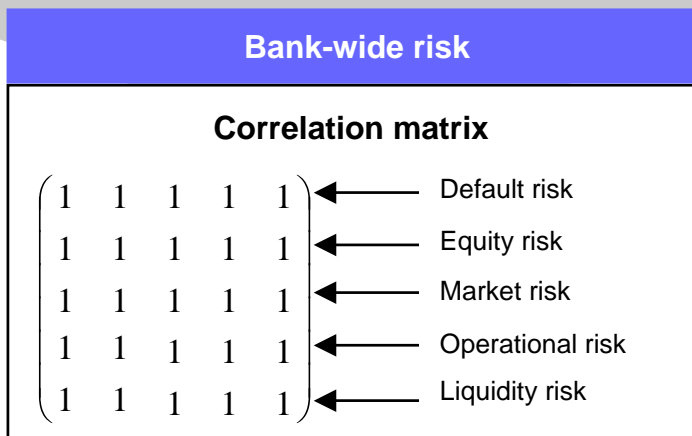 Bank-wide risk
Correlation matrix
1 1 1 1 1 Default risk
1 1 1 1 1 Equity risk
1 1 1 1 1 Market risk
1 1 1 1 1 Operational risk
1 1 1 1 1 Liquidity risk